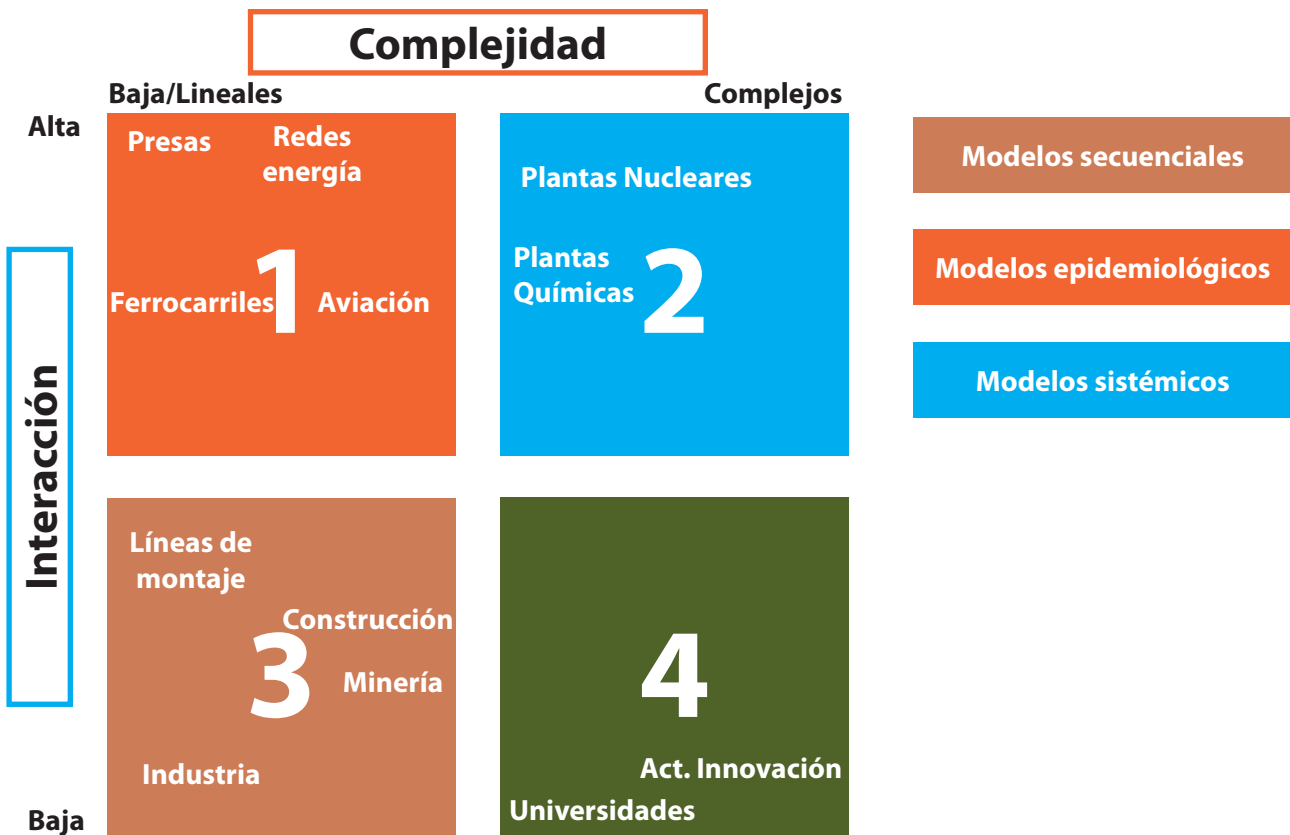 Complejidad
Baja/Lineales
Complejos
Alta
Presas
Redes
energía
1
Ferrocarriles
Aviación
Plantas Nucleares
Plantas
Químicas
2
Modelos secuenciales
Modelos epidemiológicos
Modelos sistémicos
Interacción
Líneas de
montaje
Construcción
3
Minería
Industria
4
Act. Innovación
Universidades
Baja